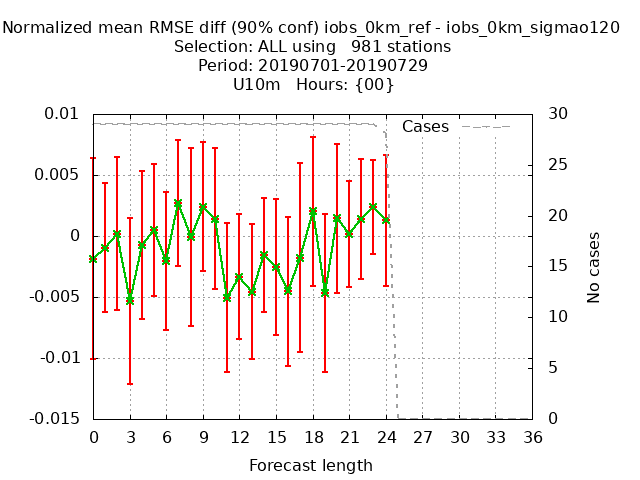 Normalized mean RMSE diff (90% conf) iobs_0km_ref - iobs_0km_sigmao120
Selection: ALL using   981 stations
Period: 20190701-20190729
U10m   Hours: {00}
0.01
0.005
0
-0.005
-0.01
-0.015
Cases
30
25
20
15
10
5
0
No cases
0 3 6 9 12 15 18 21 24 27 30 33 36
Forecast length